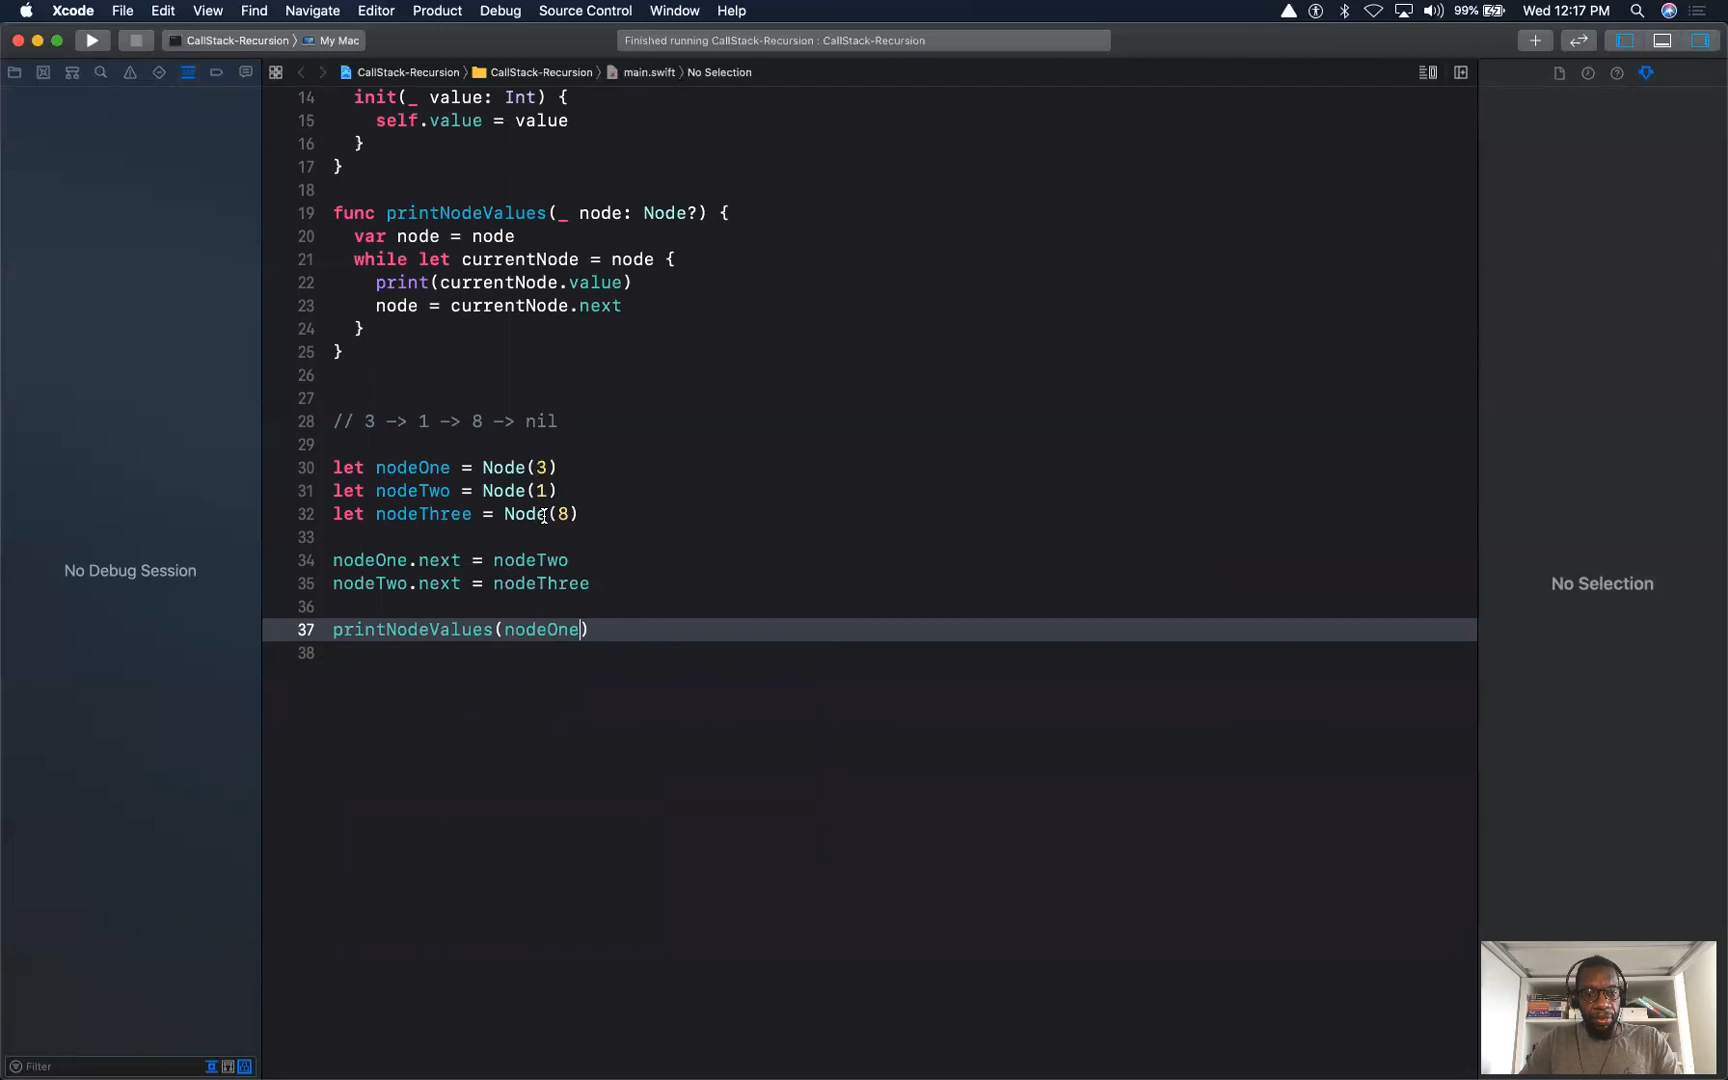 Xcode File Edit View Find Navigate Editor Product Debug Source Control Window Help 99% Wed 12:17 PM
CallStack-Recursion My Mac Finished running CallStack-Recursion : CallStack-Recursion
CallStack-Recursion CallStack-Recursion main.swift No Selection
14 init(_ value: Int) {
15 self.value = value
16 }
17 }
18
19 func printNodeValues(_ node: Node?) {
20 var node = node
21 while let currentNode = node {
22 print(currentNode.value)
23 node = currentNode.next
24 }
25 }
26
27
28 // 3 -> 1 -> 8 -> nil
29
30 let nodeOne = Node(3)
31 let nodeTwo = Node(1)
32 let nodeThree = Node(8)
33
34 nodeOne.next = nodeTwo
35 nodeTwo.next = nodeThree
36
37 printNodeValues(nodeOne)
38
No Debug Session
No Selection
Filter